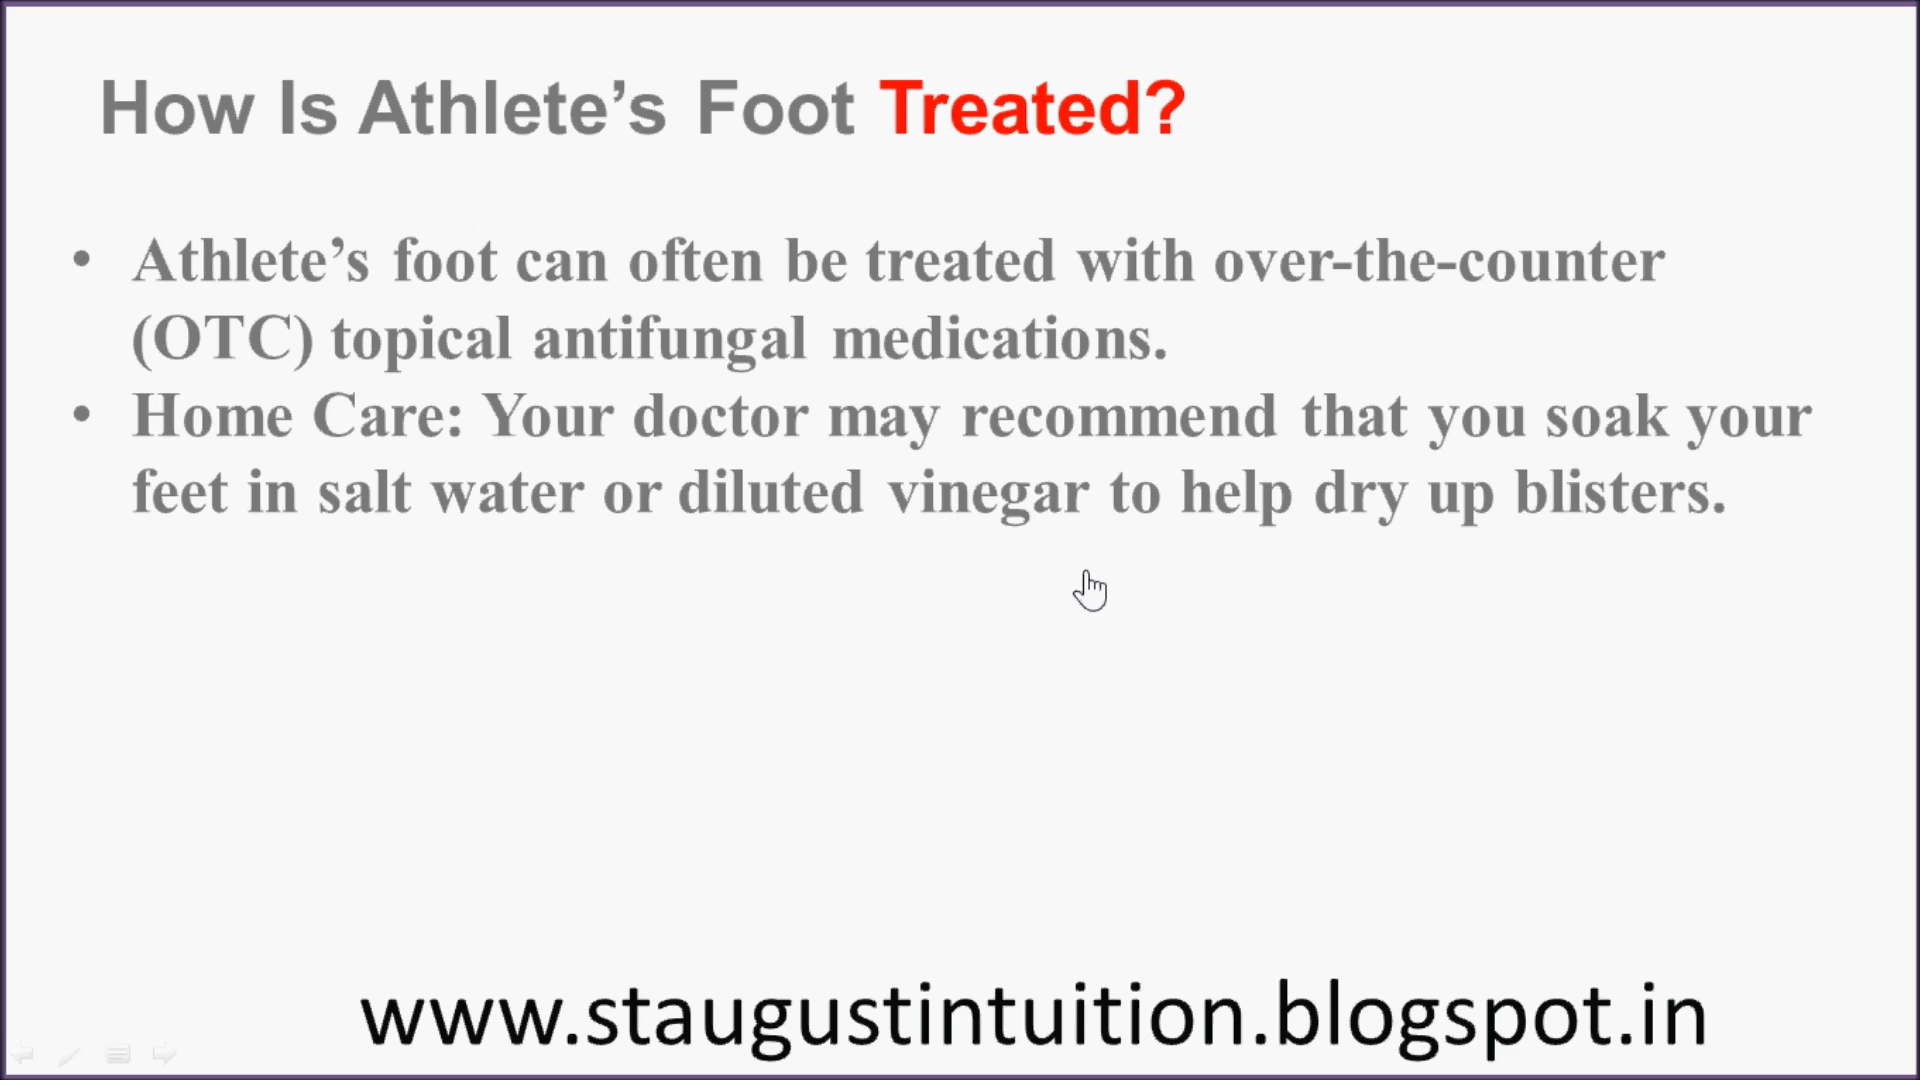 How Is Athlete’s Foot Treated?
• Athlete’s foot can often be treated with over-the-counter
(OTC) topical antifungal medications.
• Home Care: Your doctor may recommend that you soak your
feet in salt water or diluted vinegar to help dry up blisters.
www.staugustintuition.blogspot.in